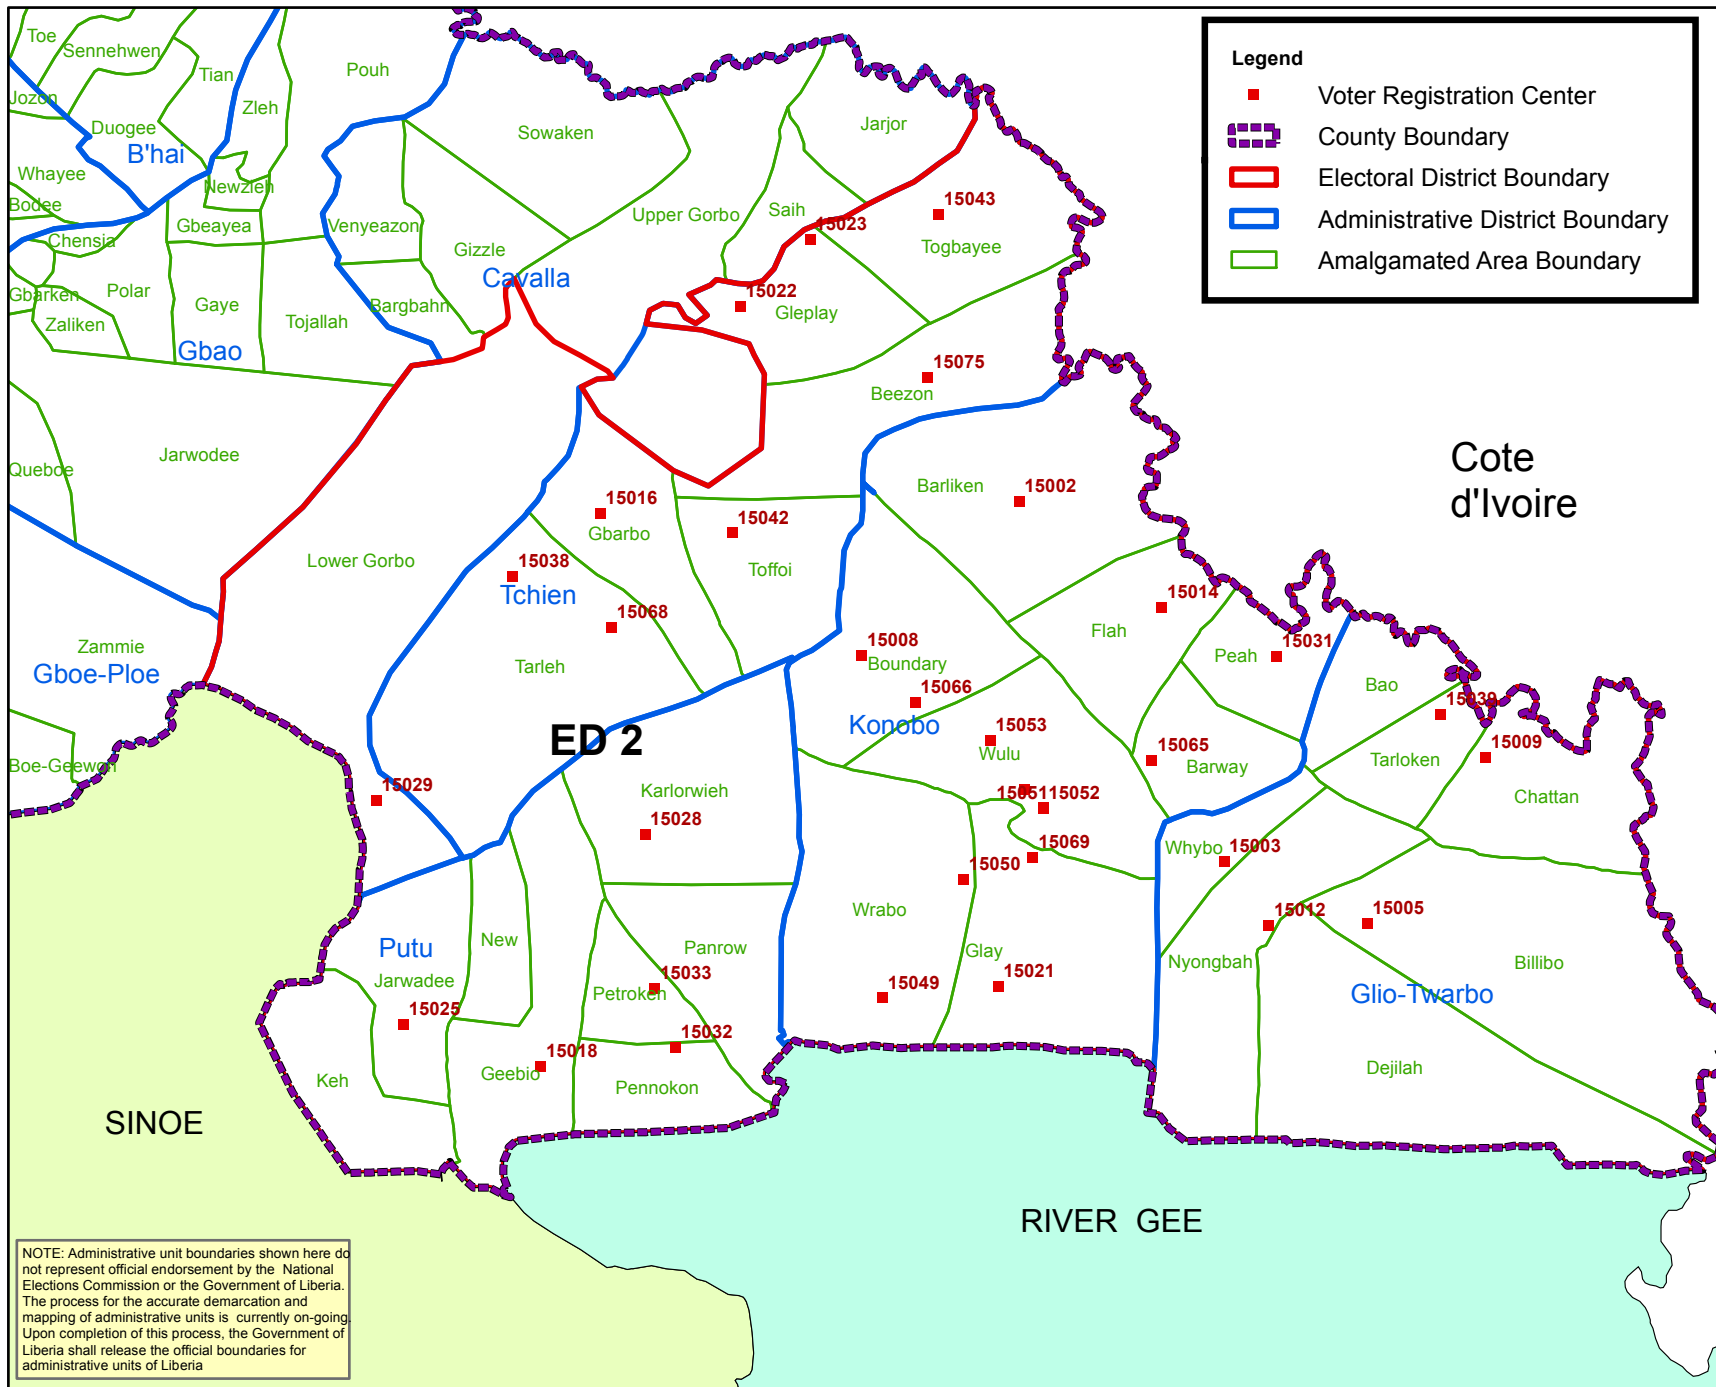 Legend
Voter Registration Center
County Boundary
Electoral District Boundary
Administrative District Boundary
Amalgamated Area Boundary
Toe
Sennehwen
Tian
Pouh
Jozon
Zleh
Duogee
B'hai
Whayee
Newzleh
Bodee
Gbeayea
Chensia
Venyeazon
Gizzle
Sowaken
Jarjor
Upper Gorbo
Saih
15023
15043
Togbayee
Cavalla
Gbarken
Polar
Gaye
Bargbahn
Zaliken
Tojallah
Gbao
15022
Gleplay
15075
Beezon
Jarwodee
Queboe
Cote
d'Ivoire
Barliken
15002
15016
Gbarbo
15042
Toffoi
Lower Gorbo
15038
Tchien
15068
15014
Flah
Zammie
Gboe-Ploe
Tarleh
15008
Boundary
15031
Peah
Bao
15066
Konobo
15039
ED 2
15053
Wulu
15065
Barway
15009
Tarloken
Boe-Geewon
15029
Karlorwieh
15028
15051
15052
Chattan
Whybo
15003
15069
15050
Wrabo
15012
15005
Putu
New
Panrow
Glay
Nyongbah
Billibo
Jarwadee
Petroken
15033
15021
15049
Glio-Twarbo
15025
15032
15018
Geebio
Keh
Pennokon
Dejilah
SINOE
RIVER GEE
NOTE: Administrative unit boundaries shown here do
not represent official endorsement by the National
Elections Commission or the Government of Liberia.
The process for the accurate demarcation and
mapping of administrative units is currently on-going.
Upon completion of this process, the Government of
Liberia shall release the official boundaries for
administrative units of Liberia